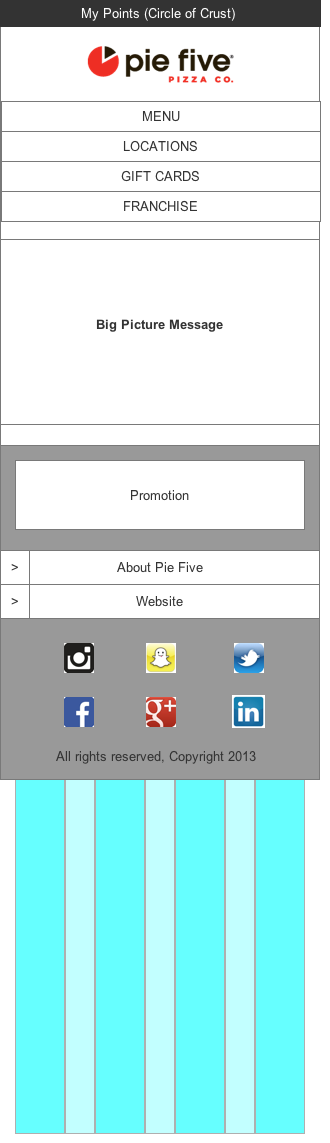 My Points (Circle of Crust)
pie five
PIZZA CO.
MENU
LOCATIONS
GIFT CARDS
FRANCHISE
Big Picture Message
Promotion
> About Pie Five
> Website
f g+ in
All rights reserved, Copyright 2013